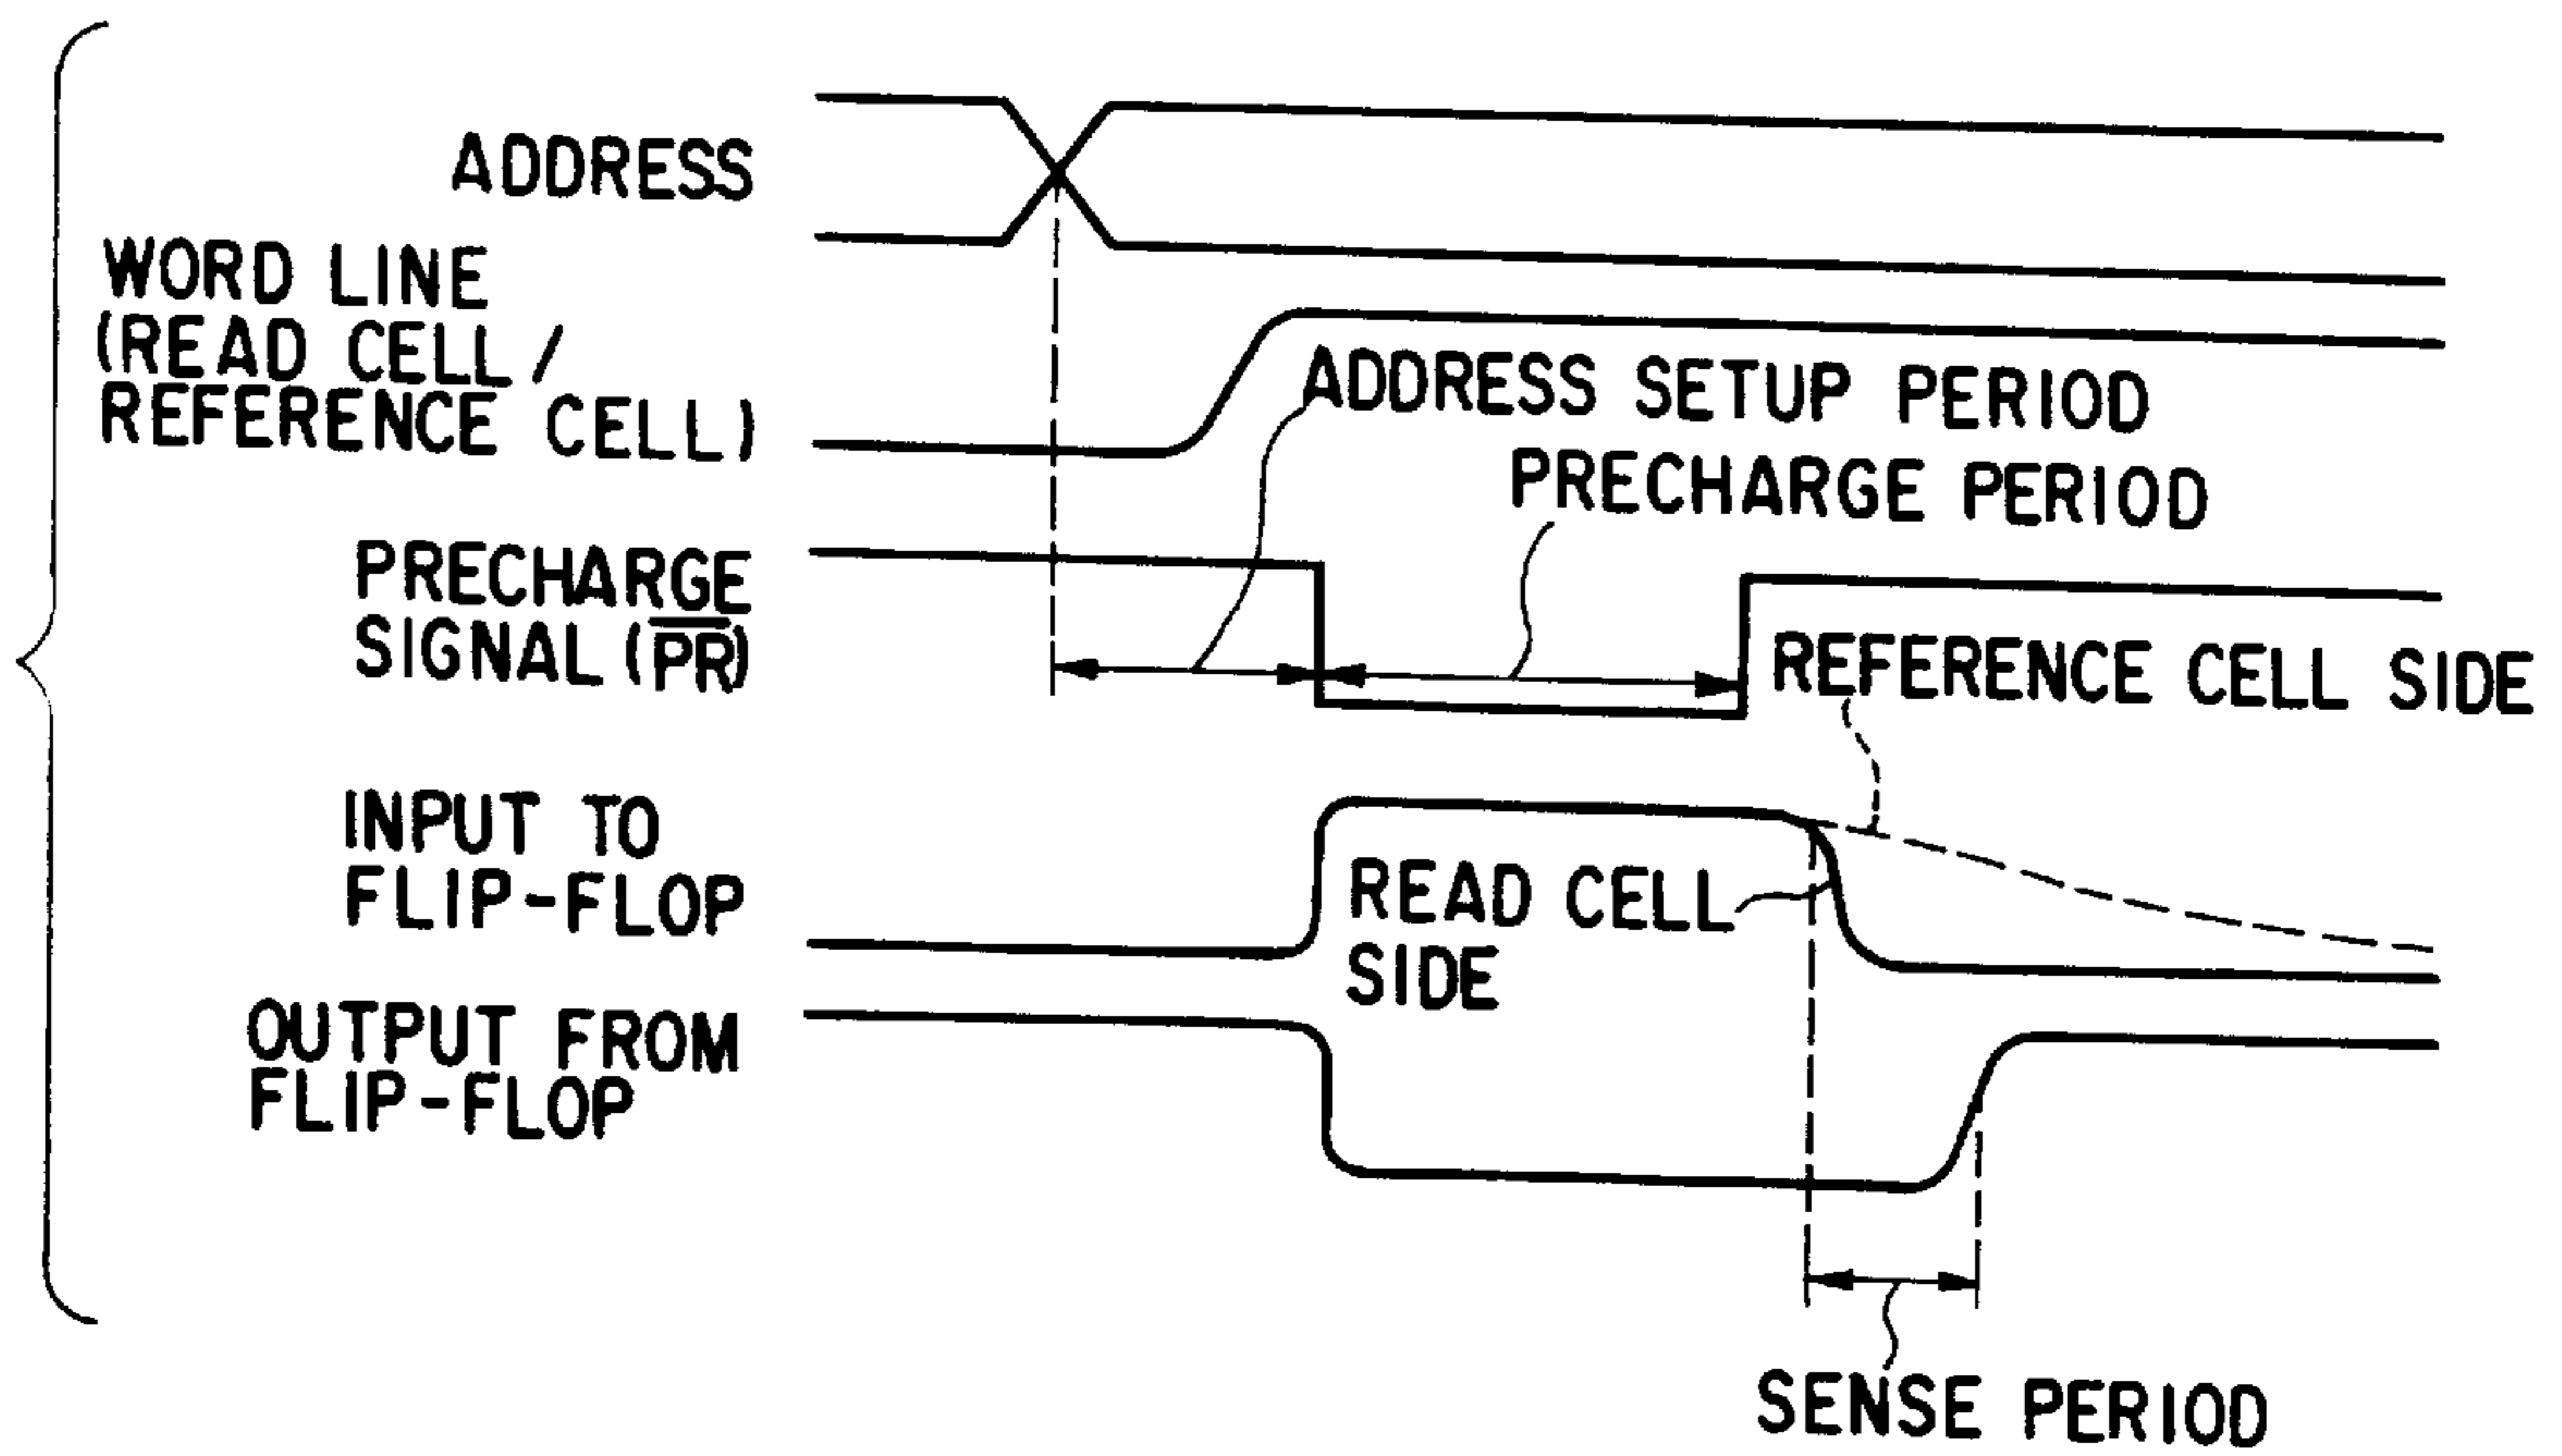 ADDRESS
WORD LINE
(READ CELL /
REFERENCE CELL)
ADDRESS SETUP PERIOD
PRECHARGE PERIOD
PRECHARGE
SIGNAL (P̅R̅)
REFERENCE CELL SIDE
INPUT TO
FLIP-FLOP
READ CELL
SIDE
OUTPUT FROM
FLIP-FLOP
SENSE PERIOD